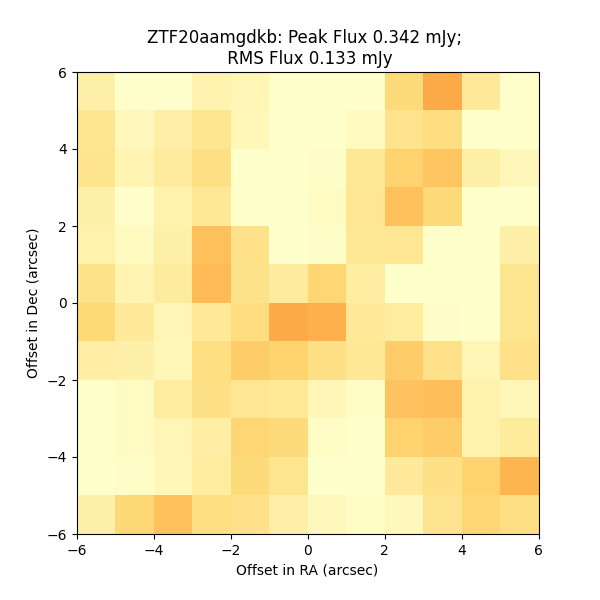 ZTF20aamgdkb: Peak Flux 0.342 mJy;
RMS Flux 0.133 mJy
6
4
2
0
−2
−4
−6
Offset in Dec (arcsec)
−6 −4 −2 0 2 4 6
Offset in RA (arcsec)